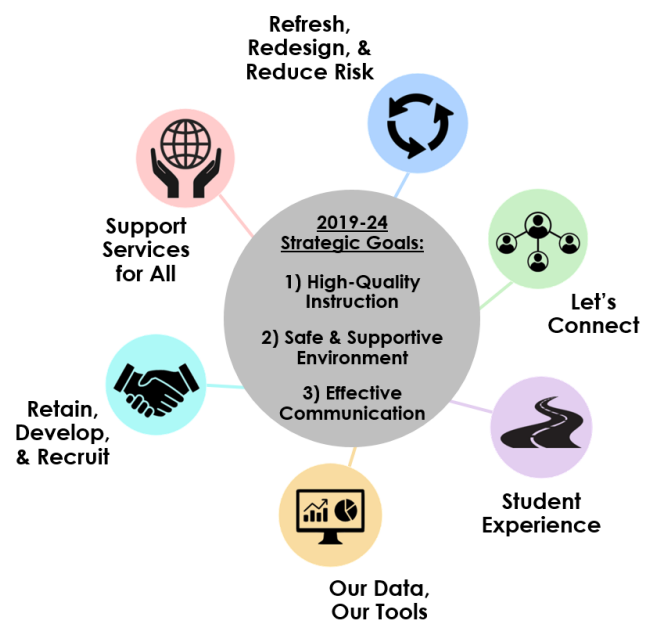 Refresh,
Redesign, &
Reduce Risk
Support
Services
for All
2019-24
Strategic Goals:
1) High-Quality
Instruction
2) Safe & Supportive
Environment
3) Effective
Communication
Let's
Connect
Retain,
Develop,
& Recruit
Student
Experience
Our Data,
Our Tools